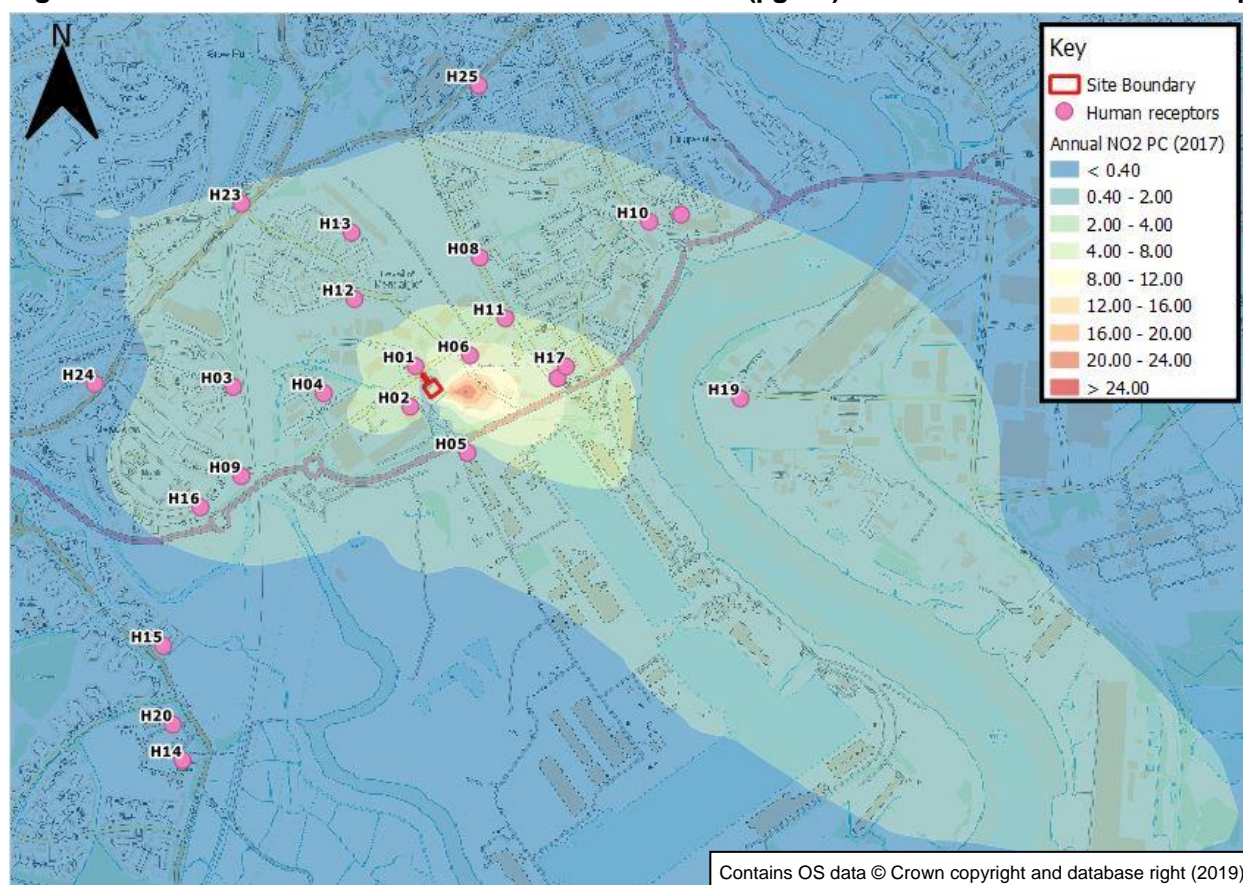 N
Key
Site Boundary
Human receptors
Annual NO2 PC (2017)
< 0.40
0.40 - 2.00
2.00 - 4.00
4.00 - 8.00
8.00 - 12.00
12.00 - 16.00
16.00 - 20.00
20.00 - 24.00
> 24.00
H25
H23
H13
H10
H08
H12
H11
H06
H01
H17
H24
H03
H04
H02
H19
H05
H09
H16
H15
H20
H14
Contains OS data © Crown copyright and database right (2019)